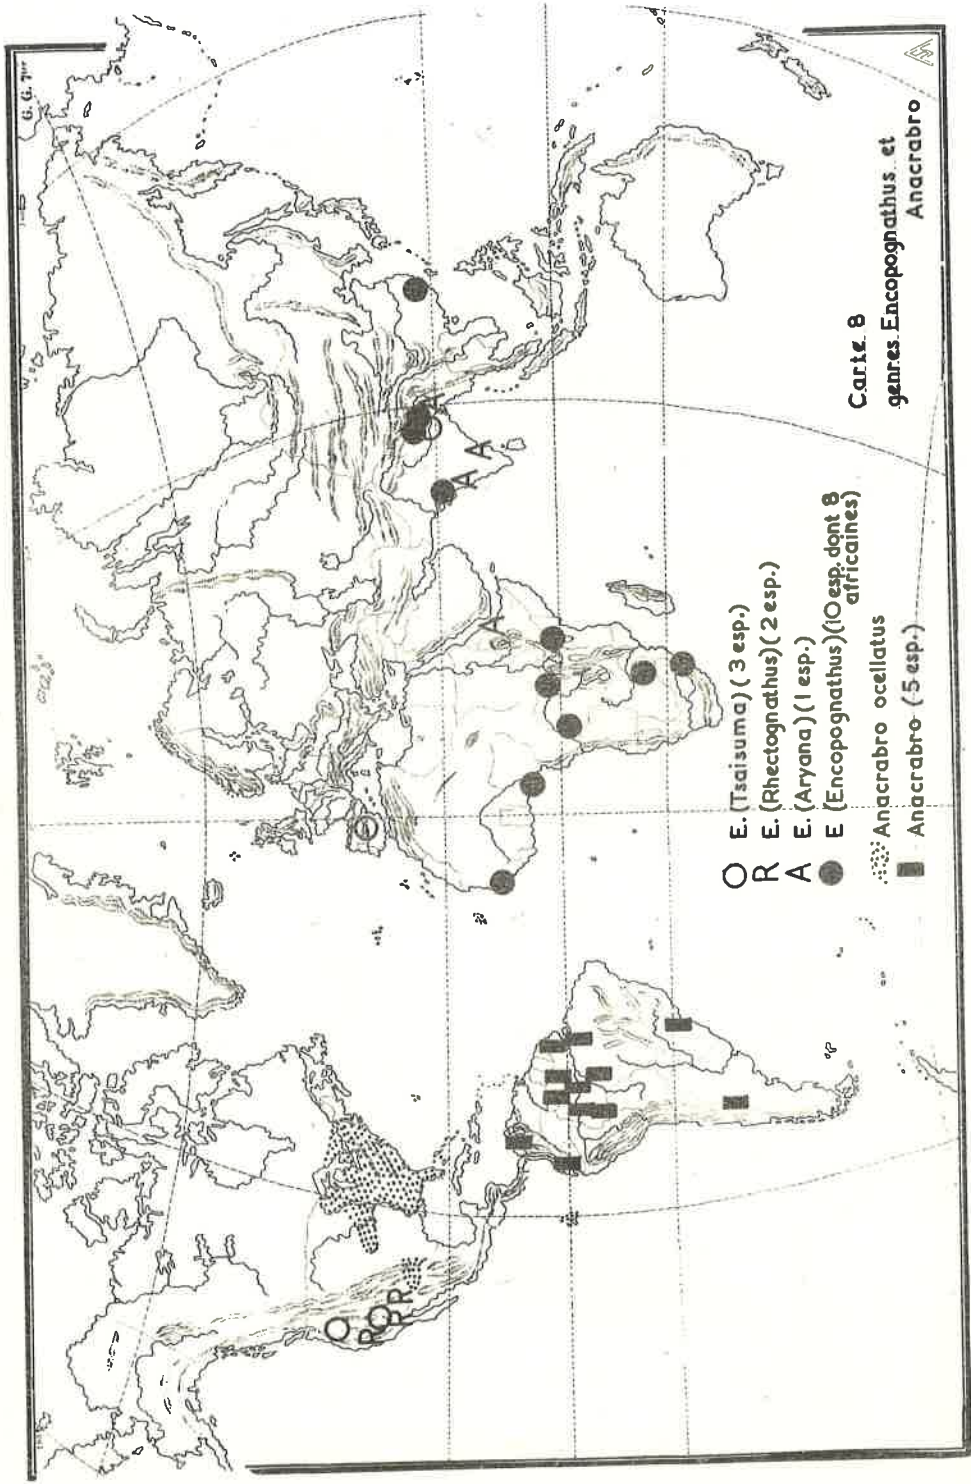 G. G. 7ᵘˢ
Carte 8
genres Encopognathus et
Anacrabro
O E. (Tsaisuma) (3 esp.)
R E. (Rhectognathus) (2 esp.)
A E. (Aryana) (1 esp.)
E (Encopognathus) (10 esp. dont 8
africaines)
Anacrabro ocellatus
Anacrabro (5 esp.)
O
R
O
R
R
A
A
A
A